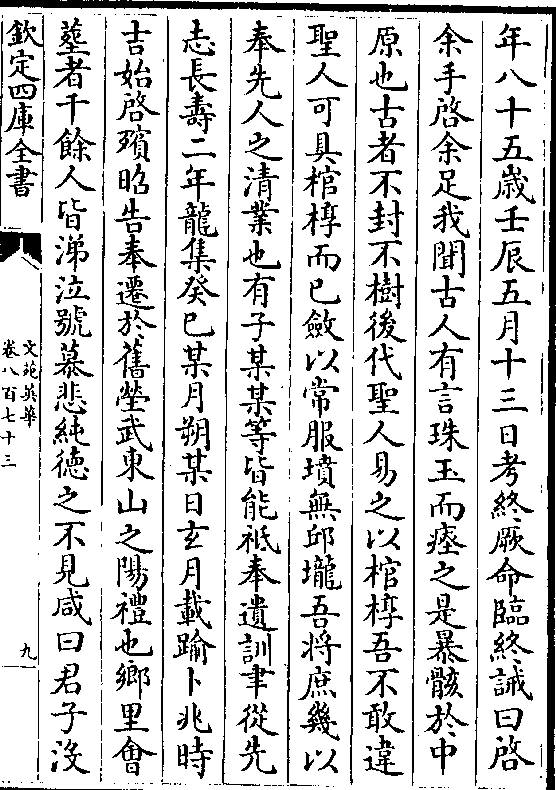 年八十五歳壬辰五月十三日考終厥命臨終誡曰啓
余手啓余足我聞古人有言珠玉而瘞之是暴骸於中
原也古者不封不樹後代聖人易之以棺椁吾不敢違
聖人可具棺椁而已斂以常服墳無邱壠吾将庶幾以
奉先人之清業也有子某某等皆能祗奉遺訓聿從先
志長壽二年龍集癸巳某月朔某日玄月載踰卜兆時
吉始啓殯昭告奉遷於舊塋武東山之陽禮也鄉里會
塟者千餘人皆涕泣號慕悲純德之不見咸曰君子沒
欽定四庫全書
文苑英華
卷八百七十三
九